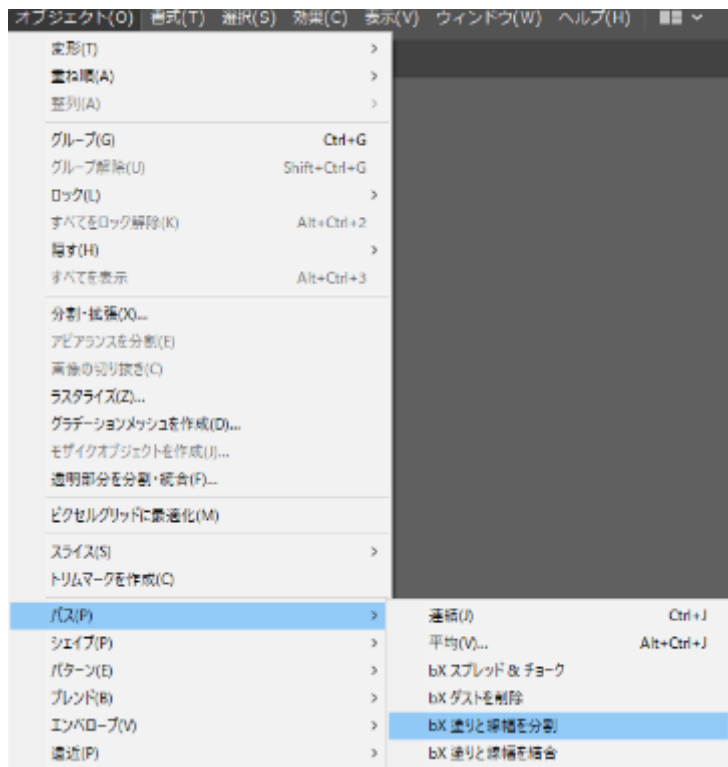 オブジェクト(O) 書式(T) 選択(S) 効果(C) 表示(V) ウィンドウ(W) ヘルプ(H)
変形(T)
重ね順(A)
整列(A)
グループ(G) Ctrl+G
グループ解除(U) Shift+Ctrl+G
ロック(L)
すべてをロック解除(K) Alt+Ctrl+2
隠す(H)
すべてを表示 Alt+Ctrl+3
分割・拡張(X)...
アピアランスを分割(E)
画像の切り抜き(C)
ラスタライズ(Z)...
グラデーションメッシュを作成(D)...
モザイクオブジェクトを作成(J)...
透明部分を分割・統合(F)...
ピクセルグリッドに最適化(M)
スライス(S)
トリムマークを作成(C)
パス(P)
連結(J) Ctrl+J
シェイプ(P)
平均(V)... Alt+Ctrl+J
パターン(E)
bX スプレッド & チョーク
ブレンド(B)
bX ダストを削除
エンベロープ(V)
bX 塗りと線幅を分割
遠近(P)
bX 塗りと線幅を結合